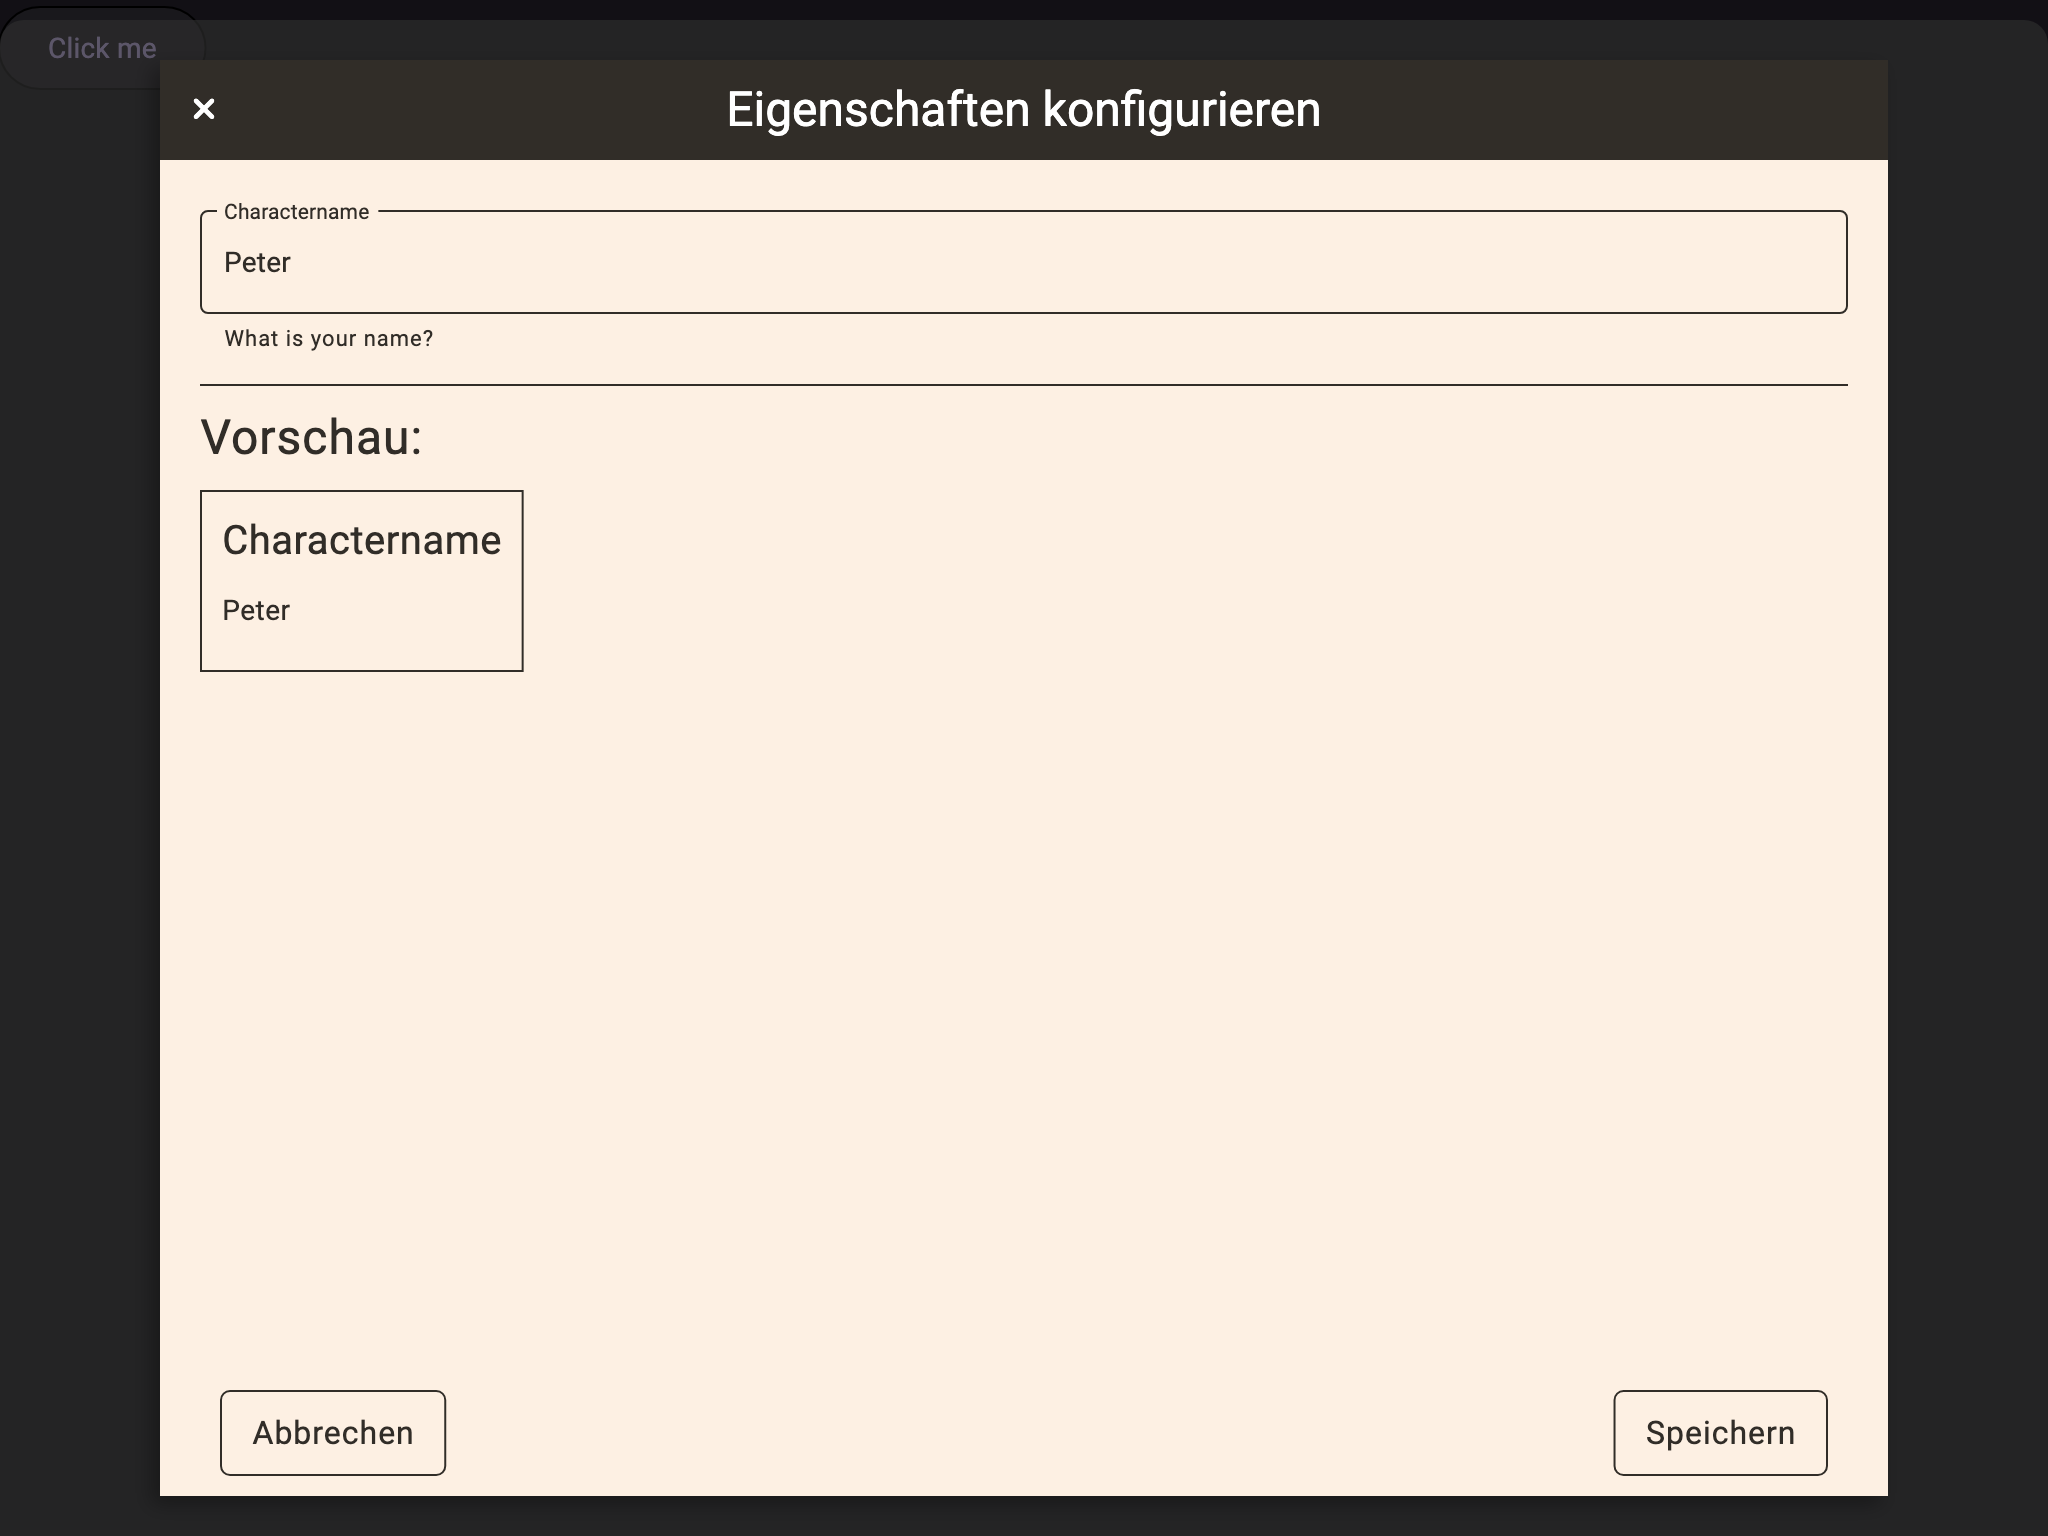 Click me
Eigenschaften konfigurieren
Charactername
Peter
What is your name?
Vorschau:
Charactername
Peter
Abbrechen
Speichern